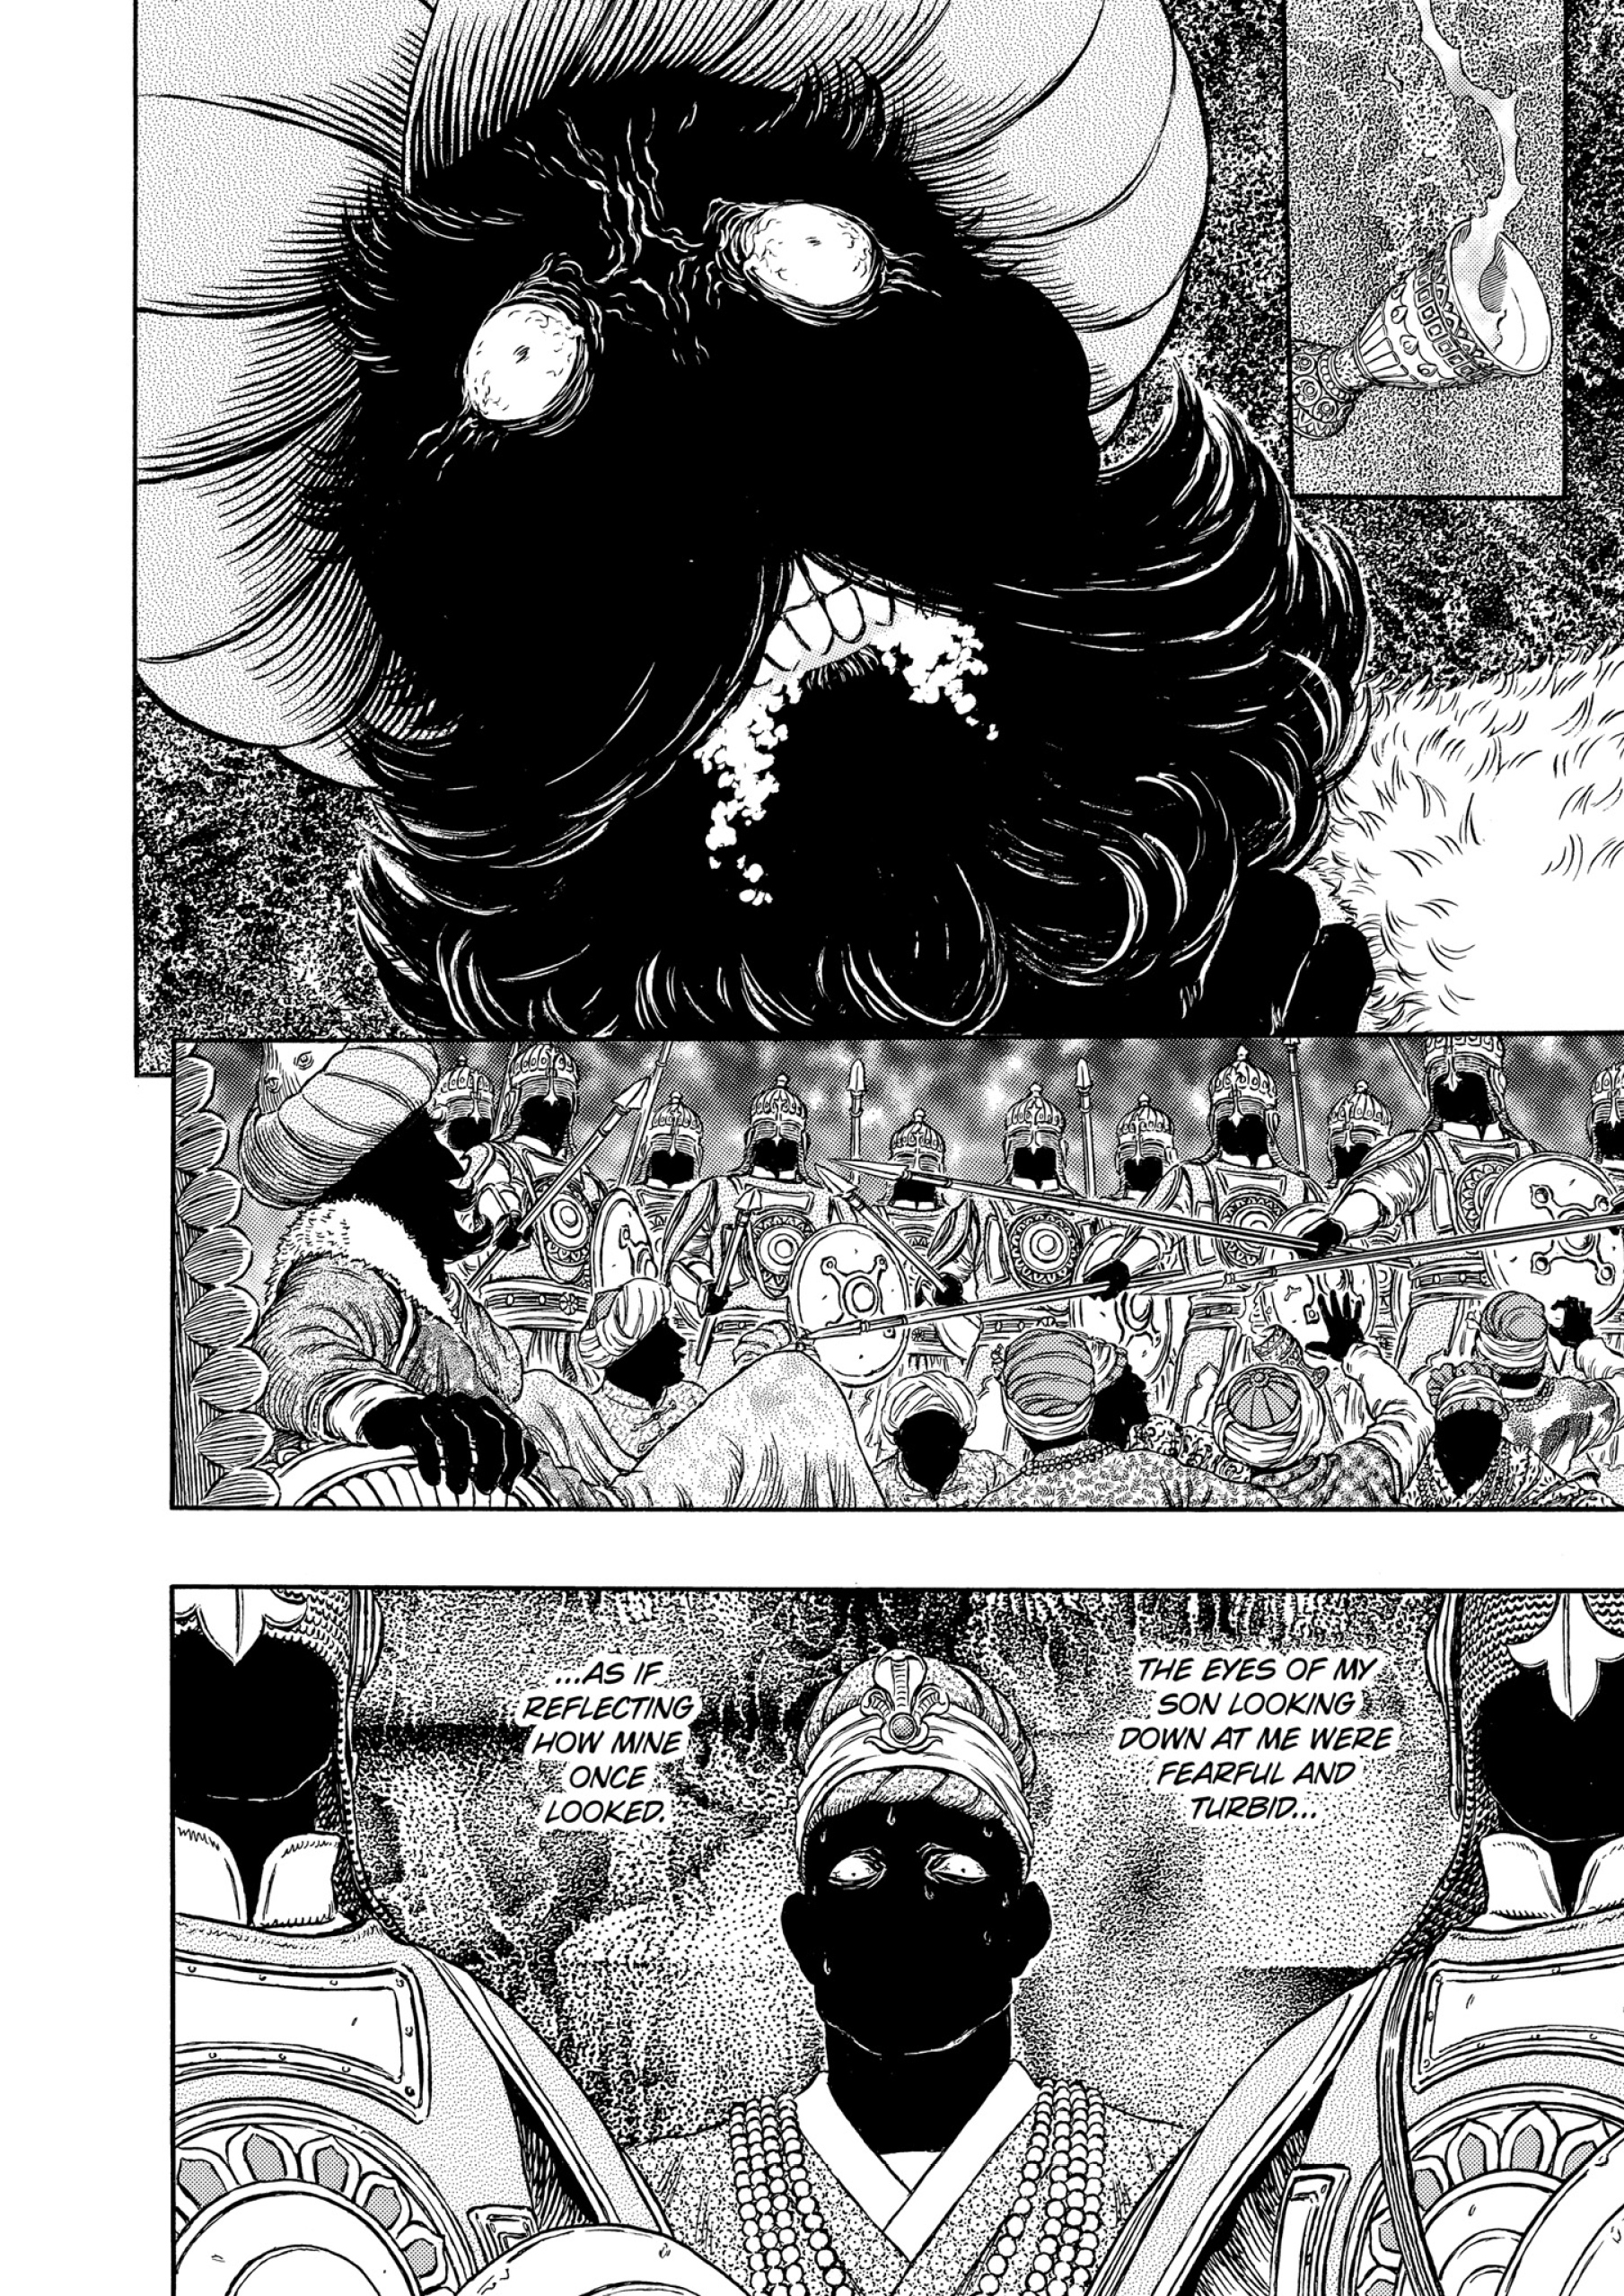 THE EYES OF MY
SON LOOKING
DOWN AT ME WERE
FEARFUL AND
TURBID...
...AS IF
REFLECTING
HOW MINE
ONCE
LOOKED.